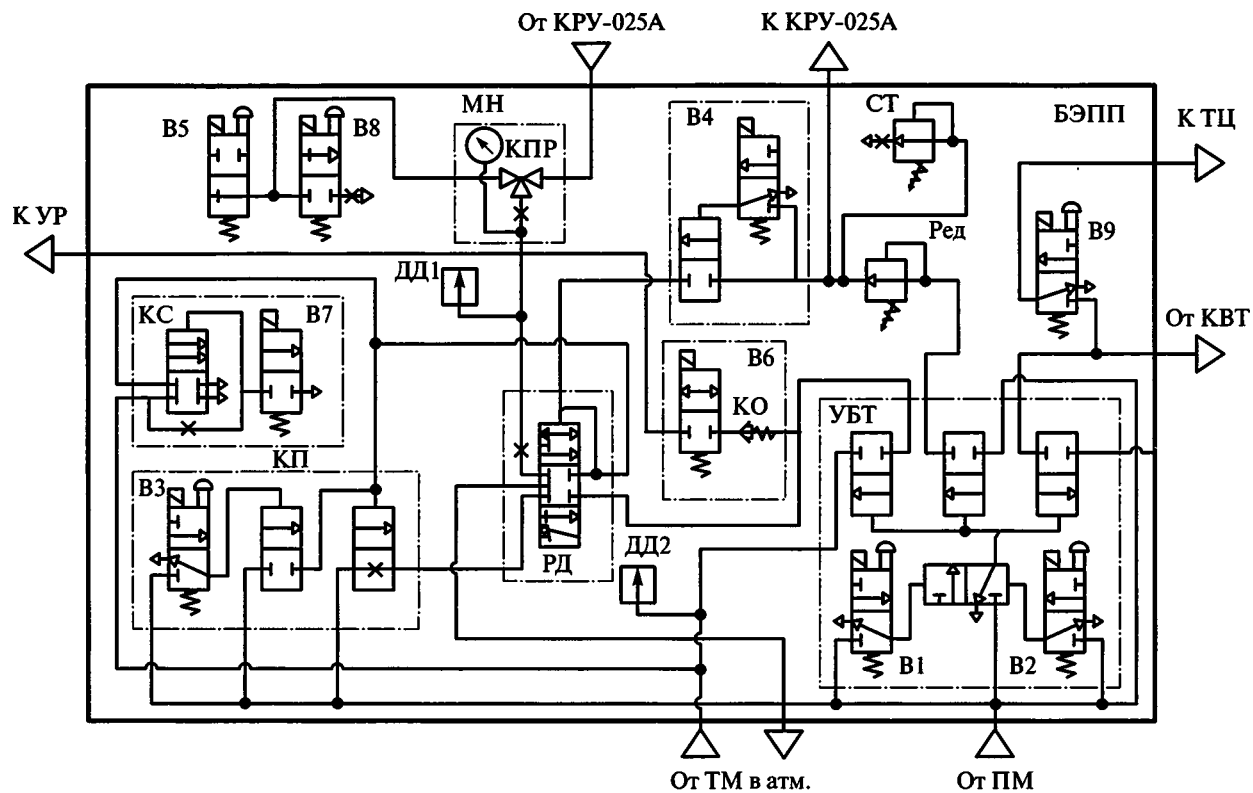 От КРУ-025А
К КРУ-025А
МН
СТ
БЭПП
В5
В8
КПР
В4
К ТЦ
К УР
Ред
В9
ДД1
КС
В7
От КВТ
В6
КО
УБТ
КП
В3
РД
ДД2
В1
В2
От ТМ в атм.
От ПМ